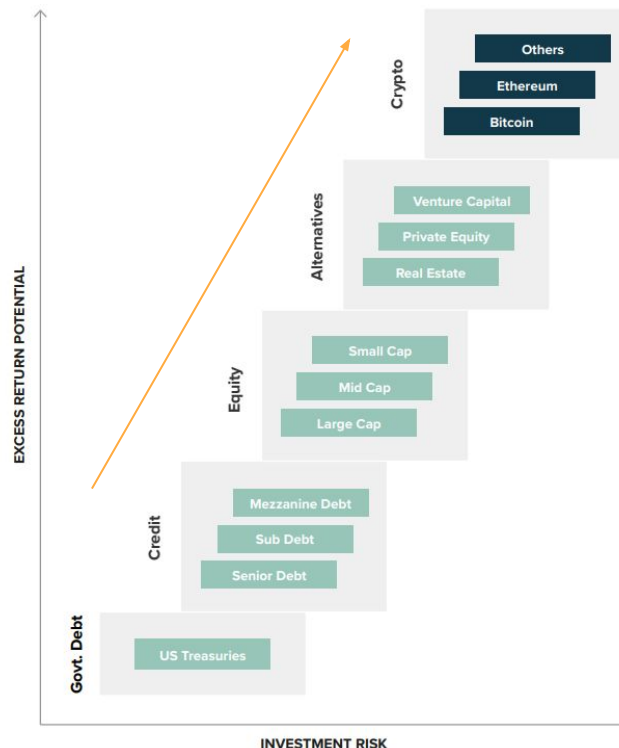 EXCESS RETURN POTENTIAL
Crypto
Others
Ethereum
Bitcoin
Alternatives
Venture Capital
Private Equity
Real Estate
Equity
Small Cap
Mid Cap
Large Cap
Credit
Mezzanine Debt
Sub Debt
Senior Debt
Govt. Debt
US Treasuries
INVESTMENT RISK